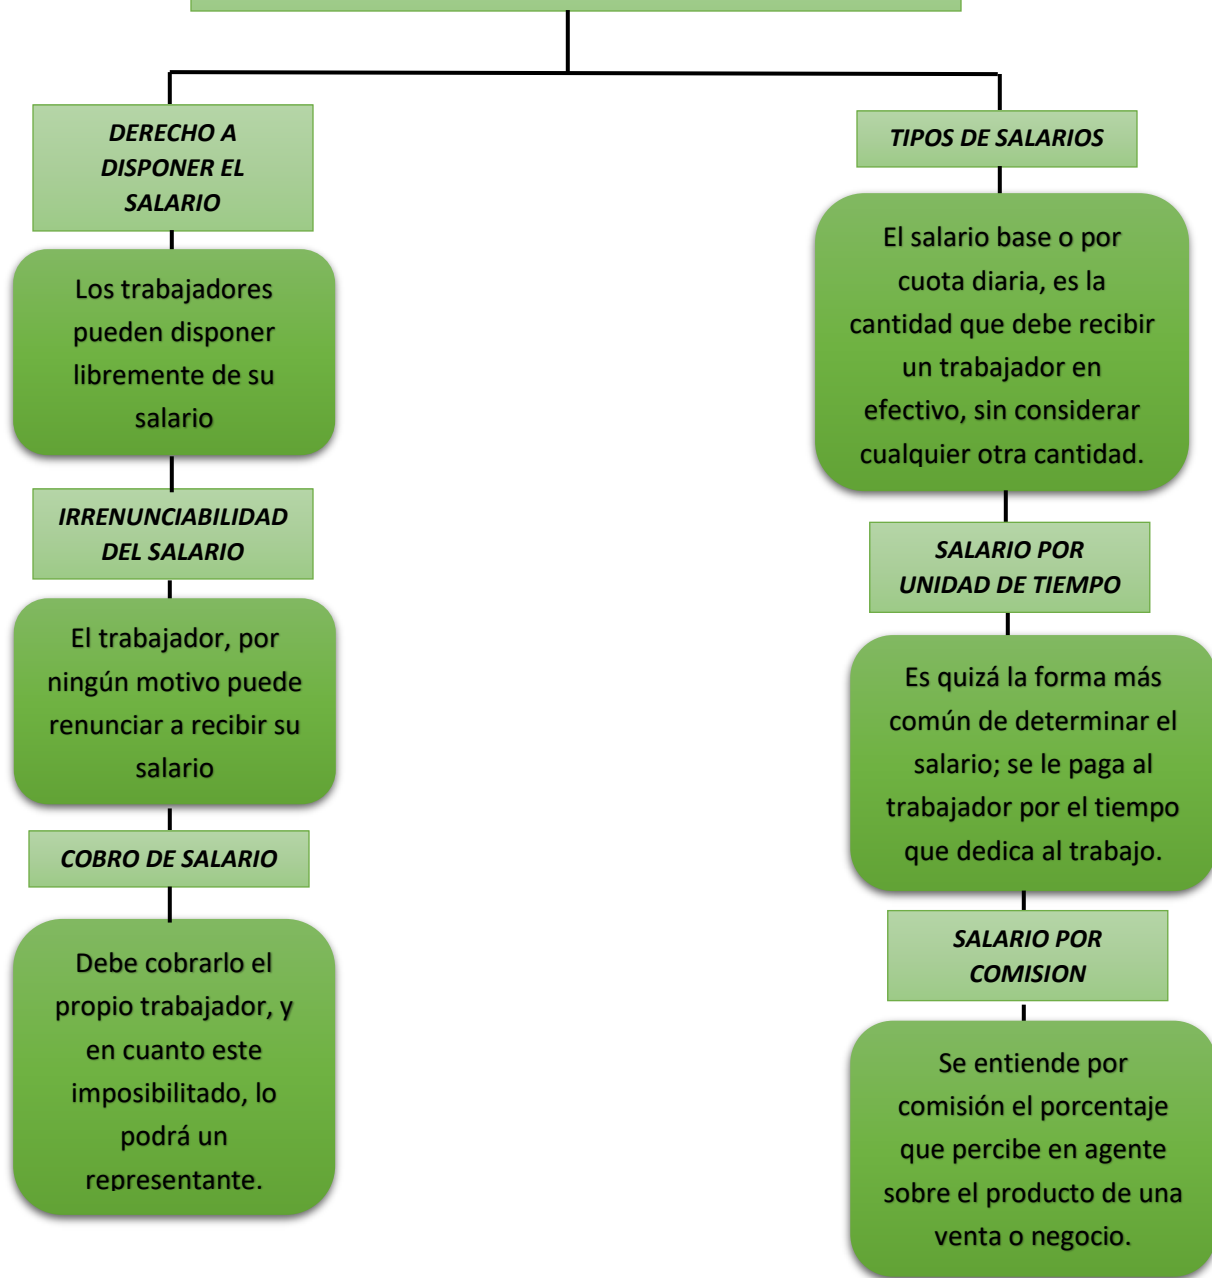 DERECHO A
DISPONER EL
SALARIO
Los trabajadores
pueden disponer
libremente de su
salario
IRRENUNCIABILIDAD
DEL SALARIO
El trabajador, por
ningún motivo puede
renunciar a recibir su
salario
COBRO DE SALARIO
Debe cobrarlo el
propio trabajador, y
en cuanto este
imposibilitado, lo
podrá un
representante.
TIPOS DE SALARIOS
El salario base o por
cuota diaria, es la
cantidad que debe recibir
un trabajador en
efectivo, sin considerar
cualquier otra cantidad.
SALARIO POR
UNIDAD DE TIEMPO
Es quizá la forma más
común de determinar el
salario; se le paga al
trabajador por el tiempo
que dedica al trabajo.
SALARIO POR
COMISION
Se entiende por
comisión el porcentaje
que percibe en agente
sobre el producto de una
venta o negocio.